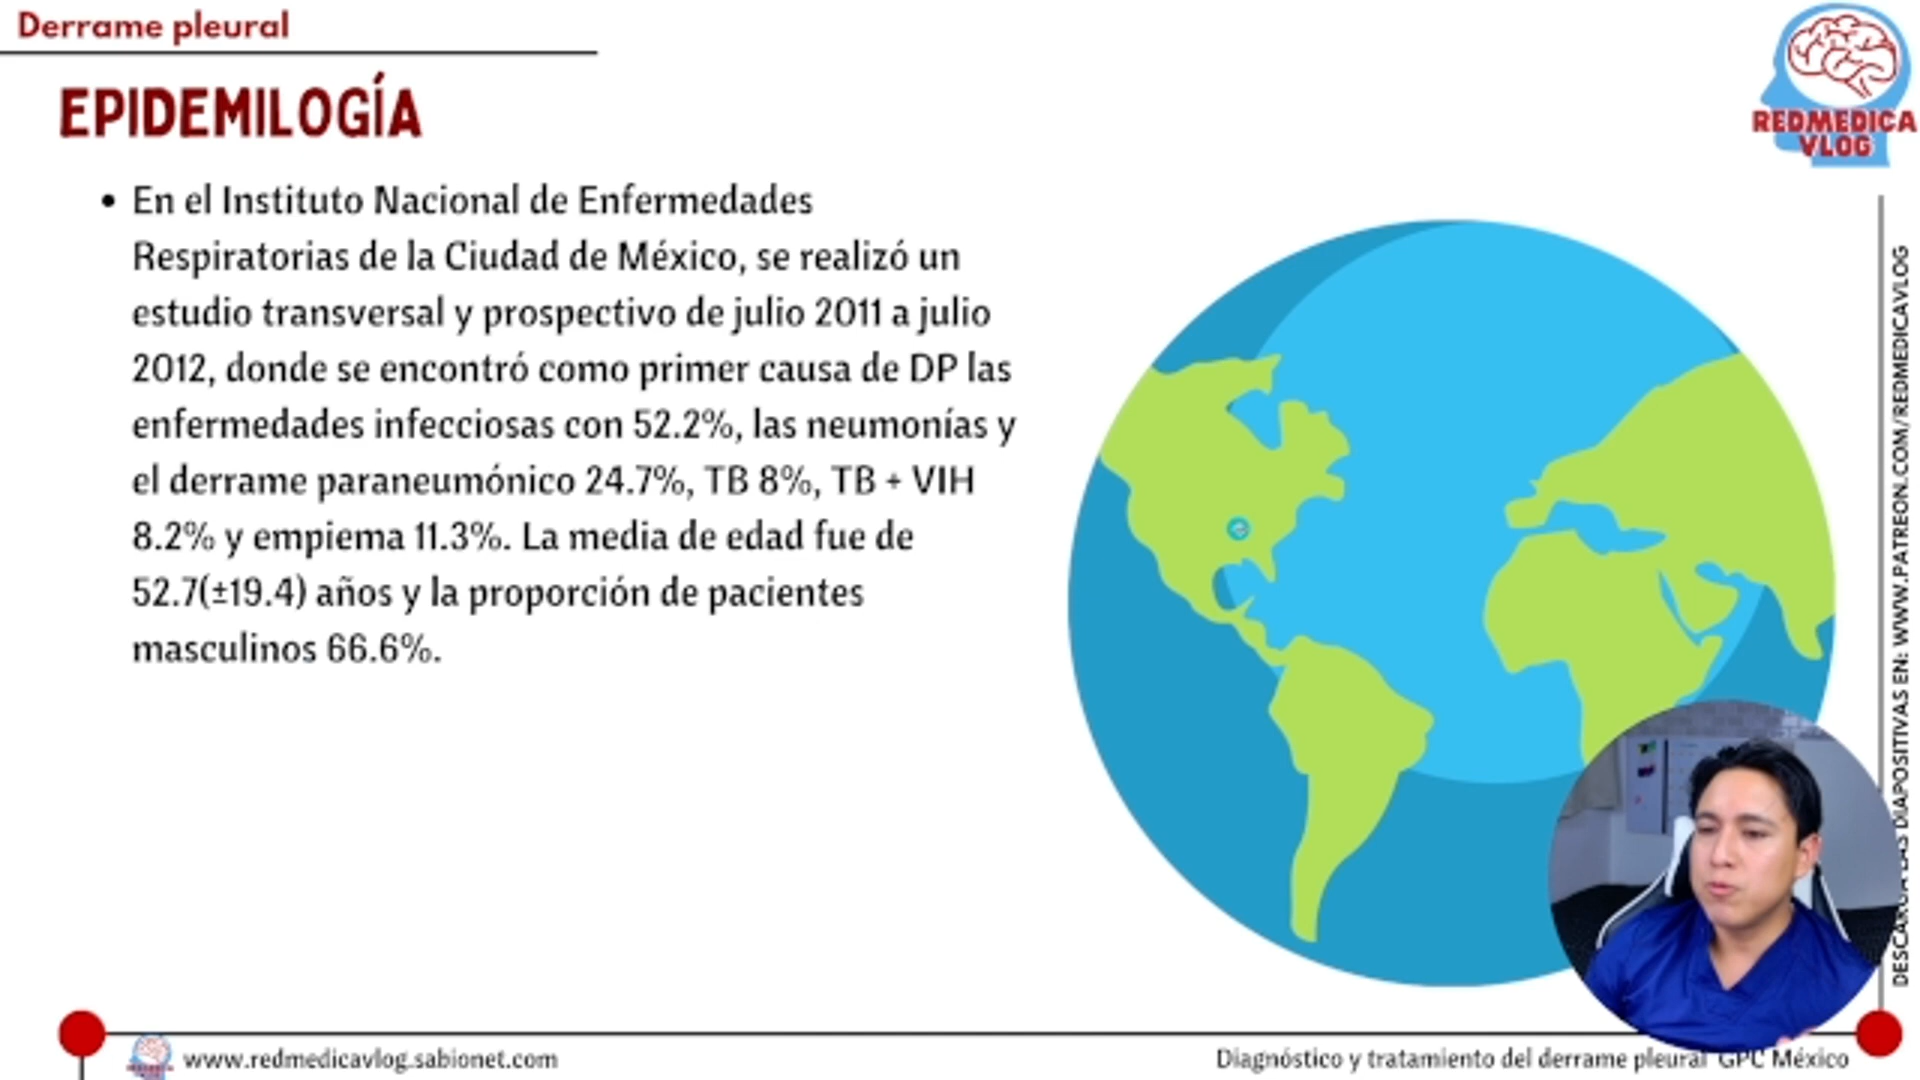 Derrame pleural
EPIDEMILOGÍA
• En el Instituto Nacional de Enfermedades
Respiratorias de la Ciudad de México, se realizó un
estudio transversal y prospectivo de julio 2011 a julio
2012, donde se encontró como primer causa de DP las
enfermedades infecciosas con 52.2%, las neumonías y
el derrame paraneumónico 24.7%, TB 8%, TB + VIH
8.2% y empiema 11.3%. La media de edad fue de
52.7(±19.4) años y la proporción de pacientes
masculinos 66.6%.
REDMEDICA
VLOG
DESCARGA LAS DIAPOSITIVAS EN: WWW.PATREON.COM/REDMEDICAVLOG
www.redmedicavlog.sabionet.com
Diagnóstico y tratamiento del derrame pleural GPC México